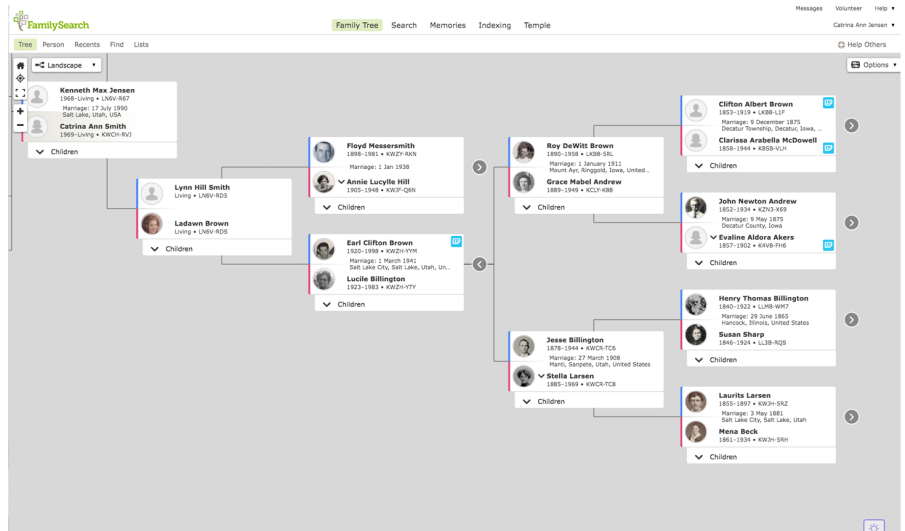 Messages Volunteer Help
FamilySearch
Family Tree Search Memories Indexing Temple
Catrina Ann Jensen
Tree Person Recents Find Lists
Help Others
Landscape
Options
Kenneth Max Jensen
1968-Living • LN6V-R67
Marriage: 17 July 1990
Salt Lake, Utah, USA
Catrina Ann Smith
1969-Living • KWCH-RVJ
Children
Lynn Hill Smith
Living • LN6V-RDS
Ladawn Brown
Living • LN6V-RDS
Children
Floyd Messersmith
1898-1981 • KWZY-RKN
Marriage: 1 Jan 1938
Annie Lucylle Hill
1905-1948 • KWJF-Q6N
Children
Earl Clifton Brown
1920-1998 • KWZH-YYM
Marriage: 1 March 1941
Salt Lake City, Salt Lake, Utah, Un...
Lucile Billington
1923-1983 • KWZH-YTY
Children
Roy DeWitt Brown
1890-1958 • LKB8-SRL
Marriage: 1 January 1911
Mount Ayr, Ringgold, Iowa, United...
Grace Mabel Andrew
1889-1949 • KCLY-K8B
Children
Jesse Billington
1878-1944 • KWCR-TC6
Marriage: 27 March 1908
Manti, Sanpete, Utah, United States
Stella Larsen
1885-1969 • KWCR-TC8
Children
Clifton Albert Brown
1853-1919 • LKB8-L1F
Marriage: 9 December 1875
Decatur Township, Decatur, Iowa, ...
Clarissa Arabella McDowell
1858-1944 • K8SB-VLH
Children
John Newton Andrew
1852-1934 • KZN3-X69
Marriage: 9 May 1875
Decatur County, Iowa
Evaline Aldora Akers
1857-1902 • K4V8-FH6
Children
Henry Thomas Billington
1840-1922 • LLM8-WM7
Marriage: 29 June 1865
Hancock, Illinois, United States
Susan Sharp
1846-1924 • LL3B-RQS
Children
Laurits Larsen
1855-1897 • KWJH-SRZ
Marriage: 3 May 1881
Salt Lake City, Salt Lake, Utah
Mena Beck
1861-1934 • KWJH-SRH
Children